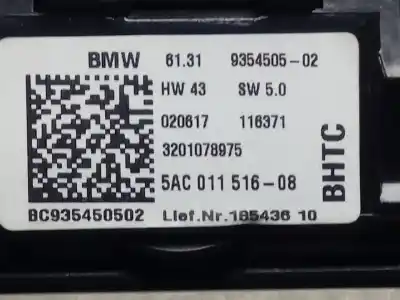 BMW 61.31 9354505-02
HW 43 SW 5.0
020617 116371
3201078975
5AC 011 516-08
BC935450502 Lief.Nr.185436 10
BHTC